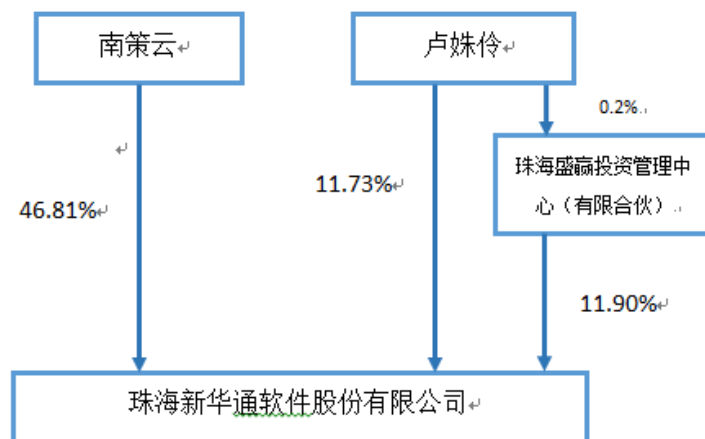 南策云
卢姝伶
0.2%
珠海盛赢投资管理中
心（有限合伙）
11.73%
46.81%
11.90%
珠海新华通软件股份有限公司